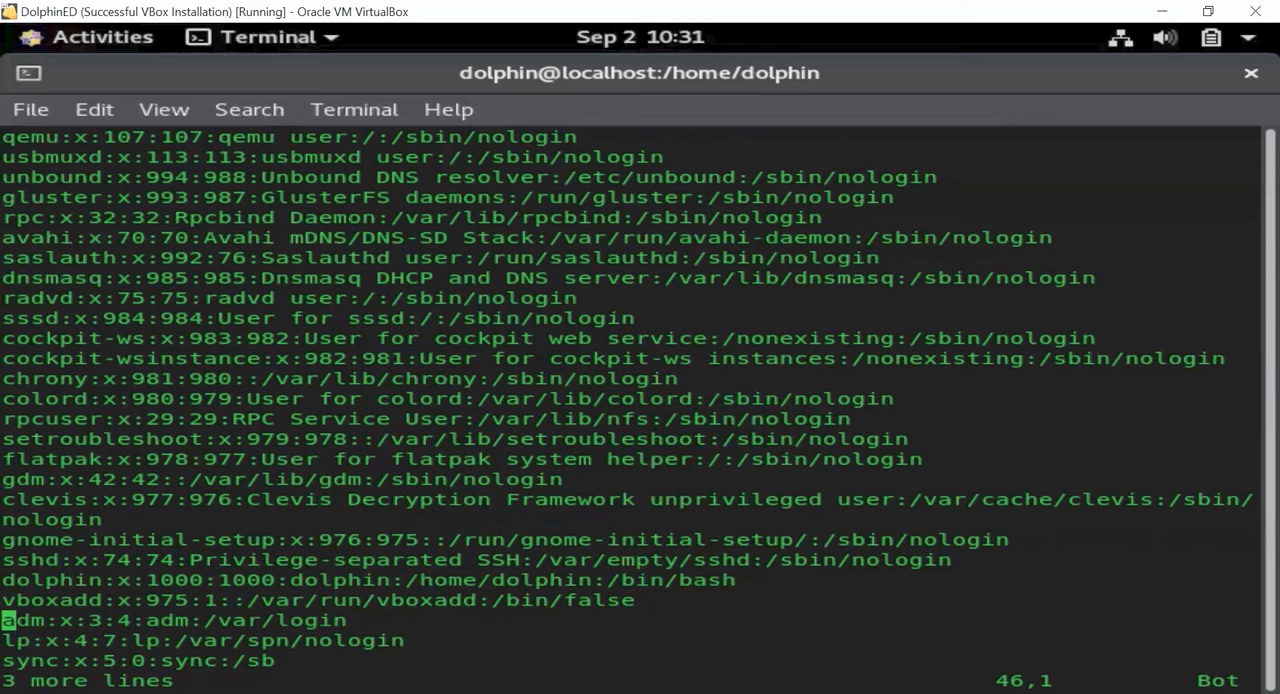 DolphinED (Successful VBox Installation) [Running] - Oracle VM VirtualBox
Activities Terminal Sep 2 10:31
dolphin@localhost:/home/dolphin
File Edit View Search Terminal Help
qemu:x:107:107:qemu user:/:/sbin/nologin
usbmuxd:x:113:113:usbmuxd user:/:/sbin/nologin
unbound:x:994:988:Unbound DNS resolver:/etc/unbound:/sbin/nologin
gluster:x:993:987:GlusterFS daemons:/run/gluster:/sbin/nologin
rpc:x:32:32:Rpcbind Daemon:/var/lib/rpcbind:/sbin/nologin
avahi:x:70:70:Avahi mDNS/DNS-SD Stack:/var/run/avahi-daemon:/sbin/nologin
saslauth:x:992:76:Saslauthd user:/run/saslauthd:/sbin/nologin
dnsmasq:x:985:985:Dnsmasq DHCP and DNS server:/var/lib/dnsmasq:/sbin/nologin
radvd:x:75:75:radvd user:/:/sbin/nologin
sssd:x:984:984:User for sssd:/:/sbin/nologin
cockpit-ws:x:983:982:User for cockpit web service:/nonexisting:/sbin/nologin
cockpit-wsinstance:x:982:981:User for cockpit-ws instances:/nonexisting:/sbin/nologin
chrony:x:981:980::/var/lib/chrony:/sbin/nologin
colord:x:980:979:User for colord:/var/lib/colord:/sbin/nologin
rpcuser:x:29:29:RPC Service User:/var/lib/nfs:/sbin/nologin
setroubleshoot:x:979:978::/var/lib/setroubleshoot:/sbin/nologin
flatpak:x:978:977:User for flatpak system helper:/:/sbin/nologin
gdm:x:42:42::/var/lib/gdm:/sbin/nologin
clevis:x:977:976:Clevis Decryption Framework unprivileged user:/var/cache/clevis:/sbin/
nologin
gnome-initial-setup:x:976:975::/run/gnome-initial-setup/:/sbin/nologin
sshd:x:74:74:Privilege-separated SSH:/var/empty/sshd:/sbin/nologin
dolphin:x:1000:1000:dolphin:/home/dolphin:/bin/bash
vboxadd:x:975:1::/var/run/vboxadd:/bin/false
adm:x:3:4:adm:/var/login
lp:x:4:7:lp:/var/spn/nologin
sync:x:5:0:sync:/sb
3 more lines 46,1 Bot